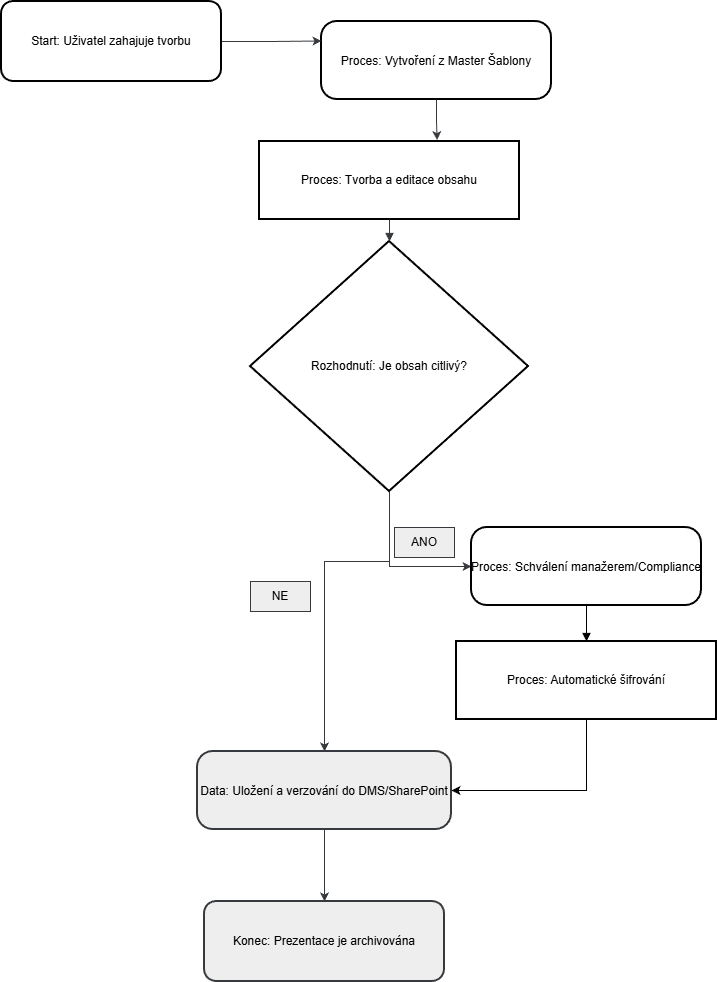 Start: Uživatel zahajuje tvorbu
Proces: Vytvoření z Master Šablony
Proces: Tvorba a editace obsahu
Rozhodnutí: Je obsah citlivý?
ANO
Proces: Schválení manažerem/Compliance
NE
Proces: Automatické šifrování
Data: Uložení a verzování do DMS/SharePoint
Konec: Prezentace je archivována